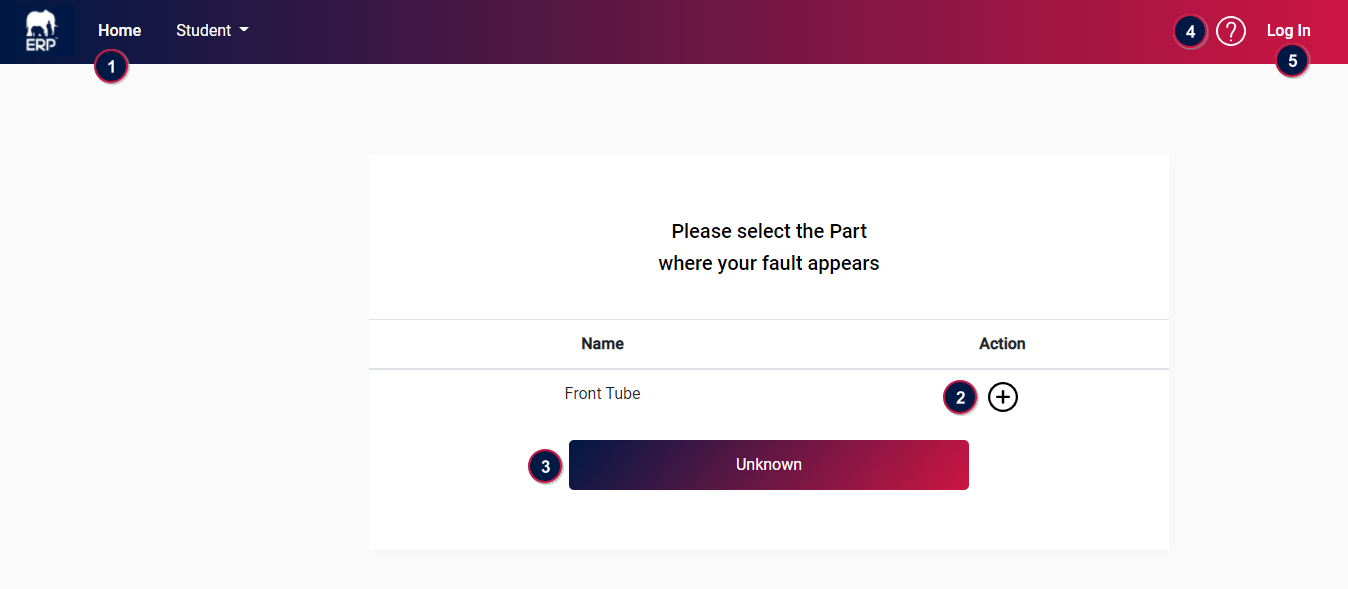 ERP
Home
Student
4
?
Log In
1
5
Please select the Part
where your fault appears
Name
Action
Front Tube
2
3
Unknown